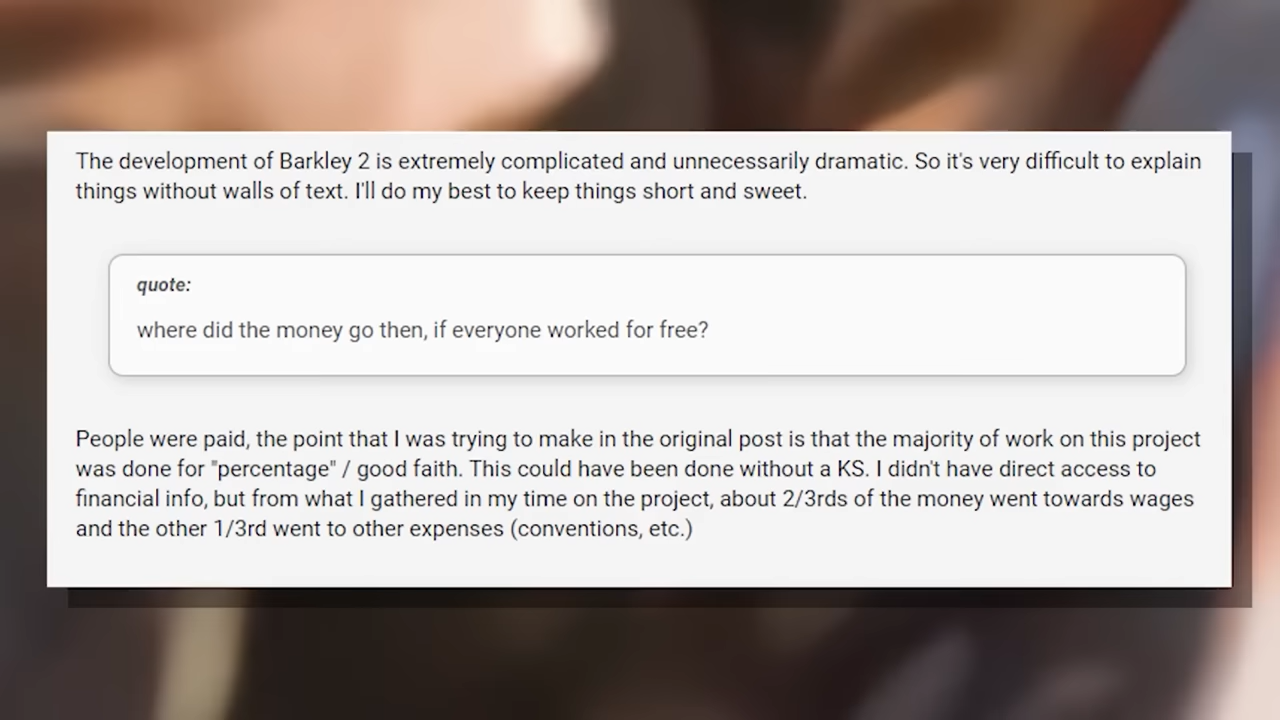 The development of Barkley 2 is extremely complicated and unnecessarily dramatic. So it's very difficult to explain
things without walls of text. I'll do my best to keep things short and sweet.
quote:
where did the money go then, if everyone worked for free?
People were paid, the point that I was trying to make in the original post is that the majority of work on this project
was done for "percentage" / good faith. This could have been done without a KS. I didn't have direct access to
financial info, but from what I gathered in my time on the project, about 2/3rds of the money went towards wages
and the other 1/3rd went to other expenses (conventions, etc.)